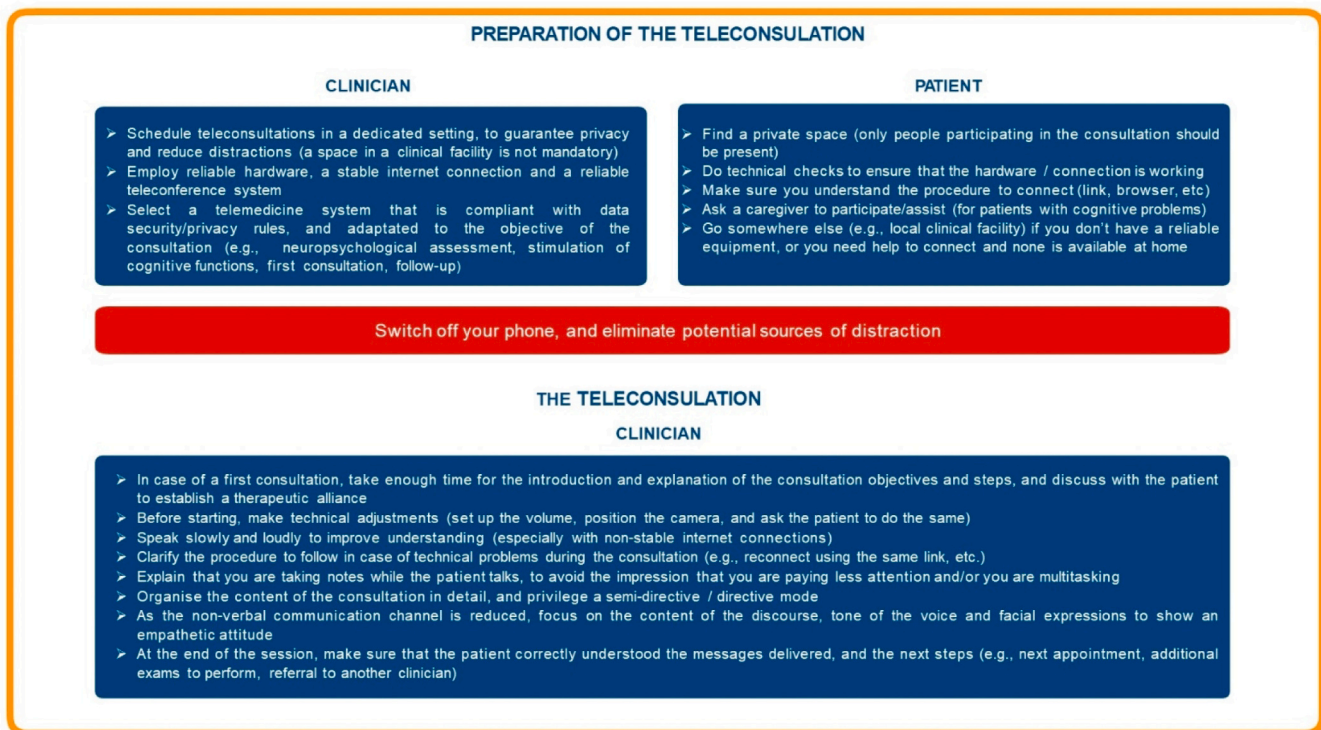 PREPARATION OF THE TELECONSULATION
CLINICIAN
➢ Schedule teleconsultations in a dedicated setting, to guarantee privacy
and reduce distractions (a space in a clinical facility is not mandatory)
➢ Employ reliable hardware, a stable internet connection and a reliable
teleconference system
➢ Select a telemedicine system that is compliant with data
security/privacy rules, and adaptated to the objective of the
consultation (e.g., neuropsychological assessment, stimulation of
cognitive functions, first consultation, follow-up)
PATIENT
➢ Find a private space (only people participating in the consultation should
be present)
➢ Do technical checks to ensure that the hardware / connection is working
➢ Make sure you understand the procedure to connect (link, browser, etc)
➢ Ask a caregiver to participate/assist (for patients with cognitive problems)
➢ Go somewhere else (e.g., local clinical facility) if you don't have a reliable
equipment, or you need help to connect and none is available at home
Switch off your phone, and eliminate potential sources of distraction
THE TELECONSULATION
CLINICIAN
➢ In case of a first consultation, take enough time for the introduction and explanation of the consultation objectives and steps, and discuss with the patient
to establish a therapeutic alliance
➢ Before starting, make technical adjustments (set up the volume, position the camera, and ask the patient to do the same)
➢ Speak slowly and loudly to improve understanding (especially with non-stable internet connections)
➢ Clarify the procedure to follow in case of technical problems during the consultation (e.g., reconnect using the same link, etc.)
➢ Explain that you are taking notes while the patient talks, to avoid the impression that you are paying less attention and/or you are multitasking
➢ Organise the content of the consultation in detail, and privilege a semi-directive / directive mode
➢ As the non-verbal communication channel is reduced, focus on the content of the discourse, tone of the voice and facial expressions to show an
empathetic attitude
➢ At the end of the session, make sure that the patient correctly understood the messages delivered, and the next steps (e.g., next appointment, additional
exams to perform, referral to another clinician)